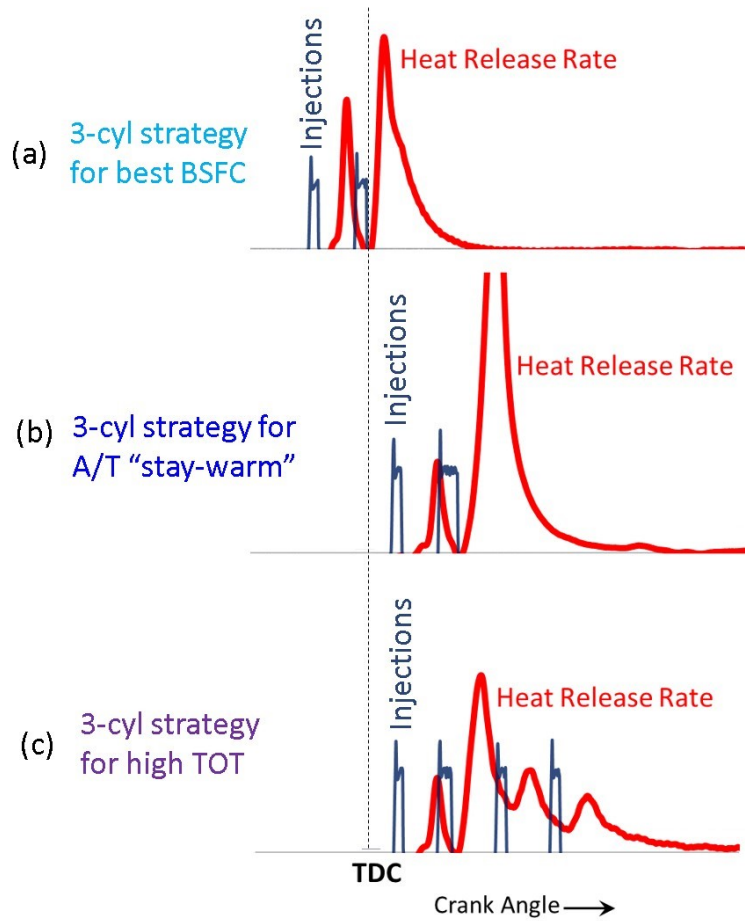 Injections
Heat Release Rate
(a)
3-cyl strategy
for best BSFC
Injections
Heat Release Rate
(b)
3-cyl strategy for
A/T “stay-warm”
Injections
Heat Release Rate
(c)
3-cyl strategy
for high TOT
TDC
Crank Angle